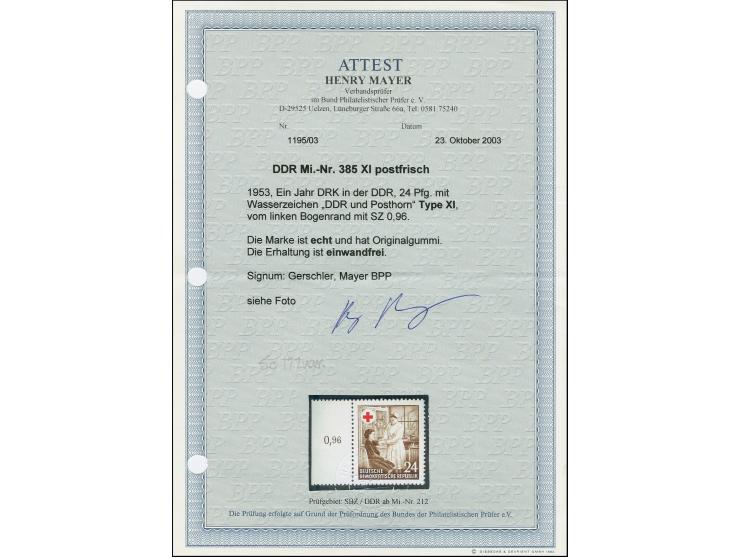 ATTEST
HENRY MAYER
Verbandsprüfer
im Bund Philatelistischer Prüfer e. V.
D-29525 Uelzen, Lüneburger Straße 66a, Tel. 0581 75240
Nr. Datum
1195/03 23. Oktober 2003
DDR Mi.-Nr. 385 XI postfrisch
1953, Ein Jahr DRK in der DDR, 24 Pfg. mit
Wasserzeichen „DDR und Posthorn“ Type XI,
vom linken Bogenrand mit SZ 0,96.
Die Marke ist echt und hat Originalgummi.
Die Erhaltung ist einwandfrei.
Signum: Gerschler, Mayer BPP
siehe Foto
0,96
DEUTSCHE
DEMOKRATISCHE REPUBLIK 24
Prüfgebiet: SBZ / DDR ab Mi.-Nr. 212
Die Prüfung erfolgte auf Grund der Prüfordnung des Bundes der Philatelistischen Prüfer e.V.
© GIESECKE & DEVRIENT GMBH